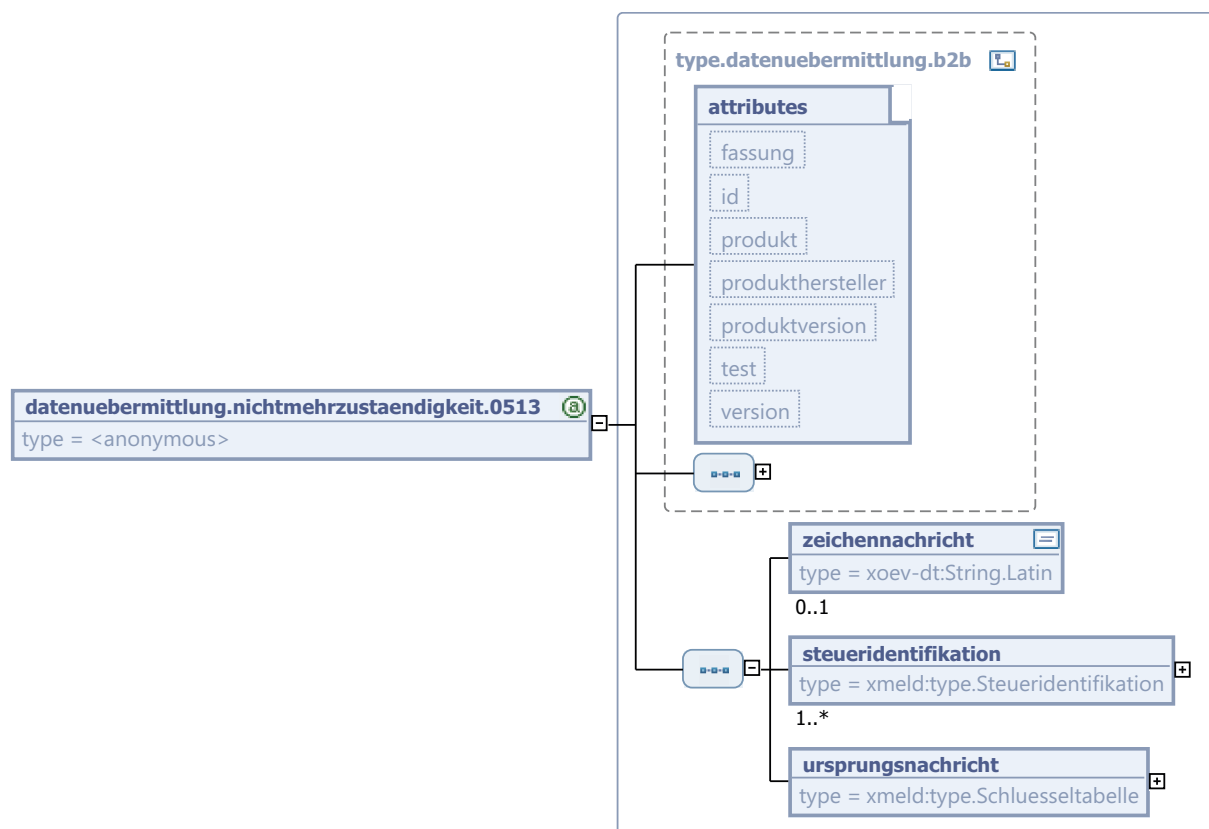 type.datenuebermittlung.b2b
attributes
fassung
id
produkt
produkthersteller
produktversion
test
version
datenuebermittlung.nichtmehrzustaendigkeit.0513
type = <anonymous>
zeichennachricht
type = xoev-dt:String.Latin
0..1
steueridentifikation
type = xmeld:type.Steueridentifikation
1..*
ursprungsnachricht
type = xmeld:type.Schluesseltabelle